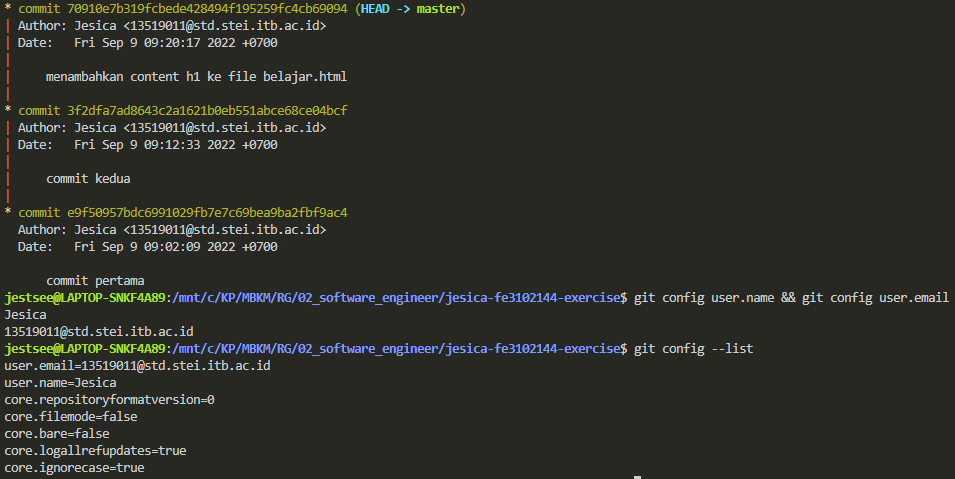 * commit 70910e7b319fcbede428494f195259fc4cb69094 (HEAD -> master)
| Author: Jesica <13519011@std.stei.itb.ac.id>
| Date:   Fri Sep 9 09:20:17 2022 +0700
|
|     menambahkan content h1 ke file belajar.html
|
* commit 3f2dfa7ad8643c2a1621b0eb551abce68ce04bcf
| Author: Jesica <13519011@std.stei.itb.ac.id>
| Date:   Fri Sep 9 09:12:33 2022 +0700
|
|     commit kedua
|
* commit e9f50957bdc6991029fb7e7c69bea9ba2fbf9ac4
  Author: Jesica <13519011@std.stei.itb.ac.id>
  Date:   Fri Sep 9 09:02:09 2022 +0700

      commit pertama
jestsee@LAPTOP-SNKF4A89:/mnt/c/KP/MBKM/RG/02_software_engineer/jesica-fe3102144-exercise$ git config user.name && git config user.email
Jesica
13519011@std.stei.itb.ac.id
jestsee@LAPTOP-SNKF4A89:/mnt/c/KP/MBKM/RG/02_software_engineer/jesica-fe3102144-exercise$ git config --list
user.email=13519011@std.stei.itb.ac.id
user.name=Jesica
core.repositoryformatversion=0
core.filemode=false
core.bare=false
core.logallrefupdates=true
core.ignorecase=true